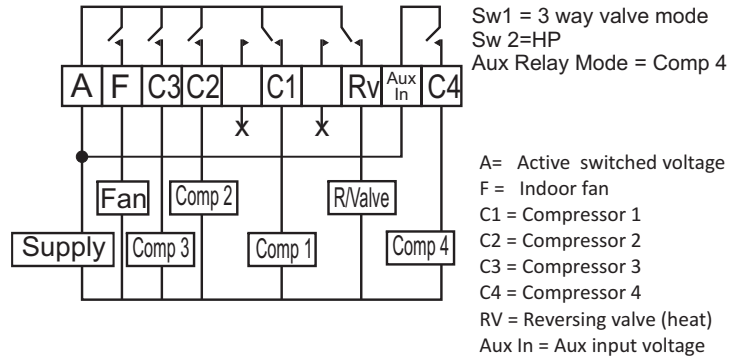 Sw1 = 3 way valve mode
Sw 2=HP
Aux Relay Mode = Comp 4
A F C3 C2 C1 Rv Aux In C4
x x
Fan Comp 2 R/Valve
Supply Comp 3 Comp 1 Comp 4
A= Active switched voltage
F = Indoor fan
C1 = Compressor 1
C2 = Compressor 2
C3 = Compressor 3
C4 = Compressor 4
RV = Reversing valve (heat)
Aux In = Aux input voltage